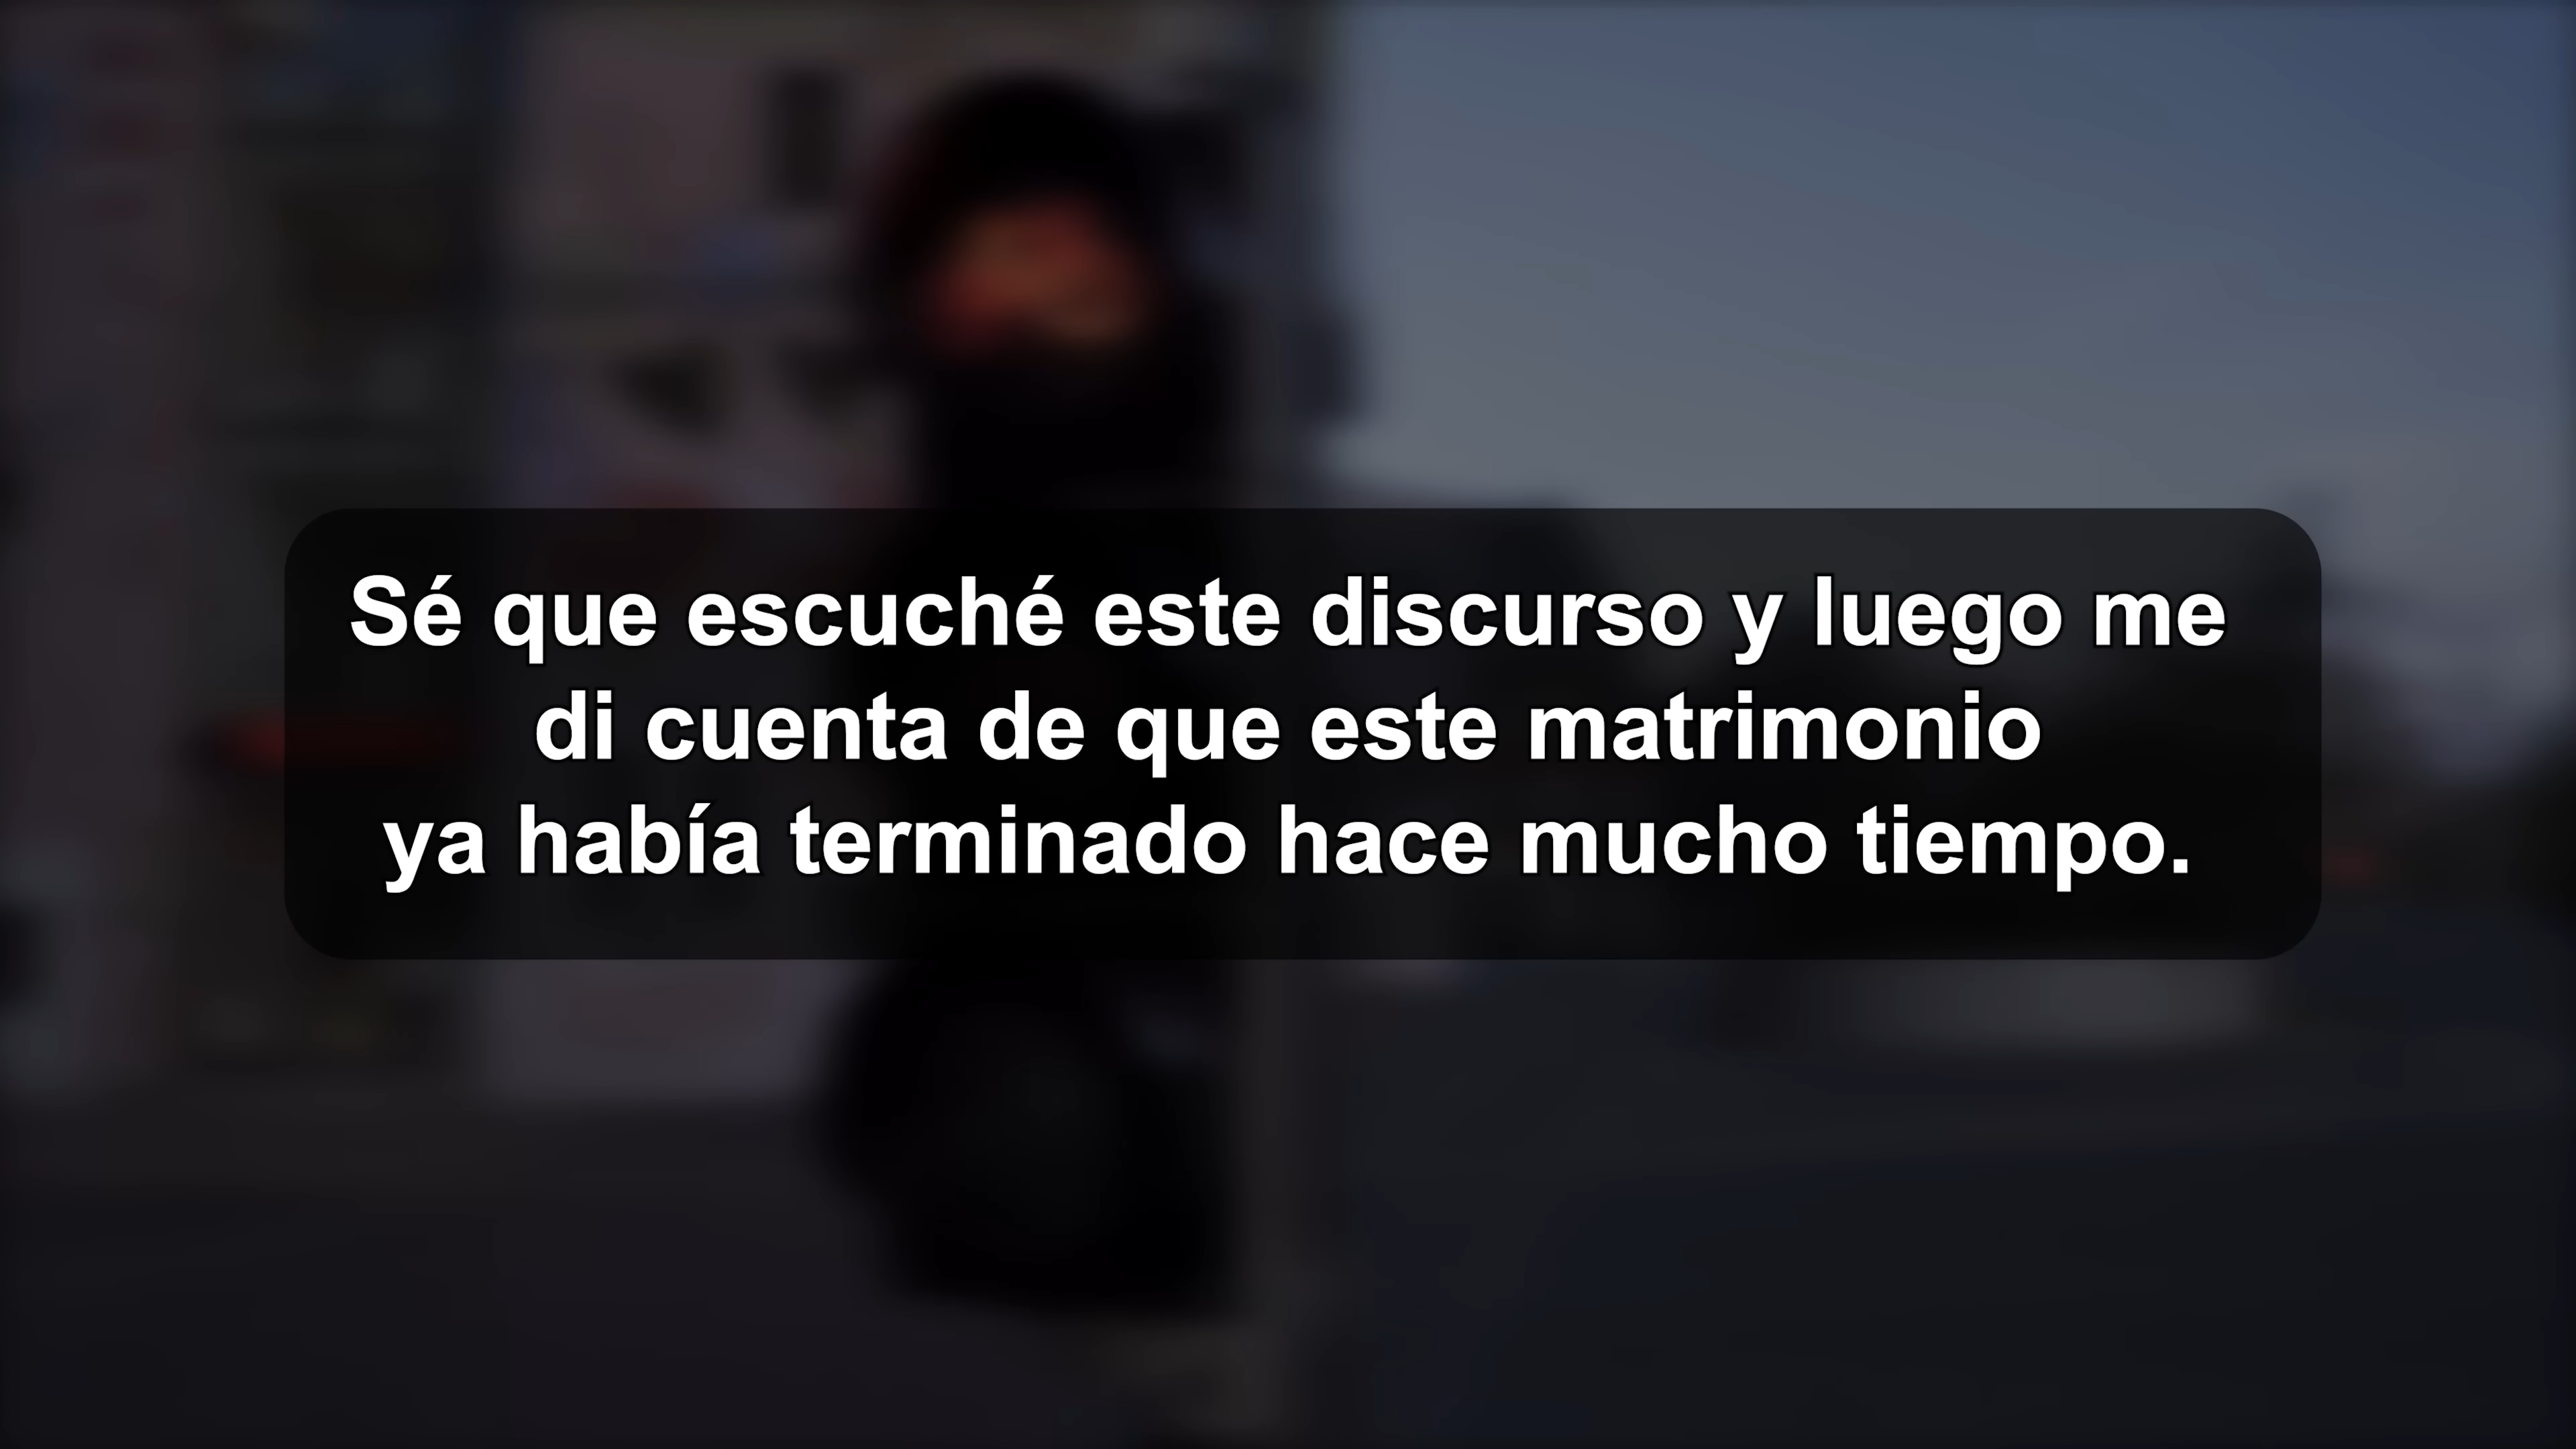 Sé que escuché este discurso y luego me
di cuenta de que este matrimonio
ya había terminado hace mucho tiempo.